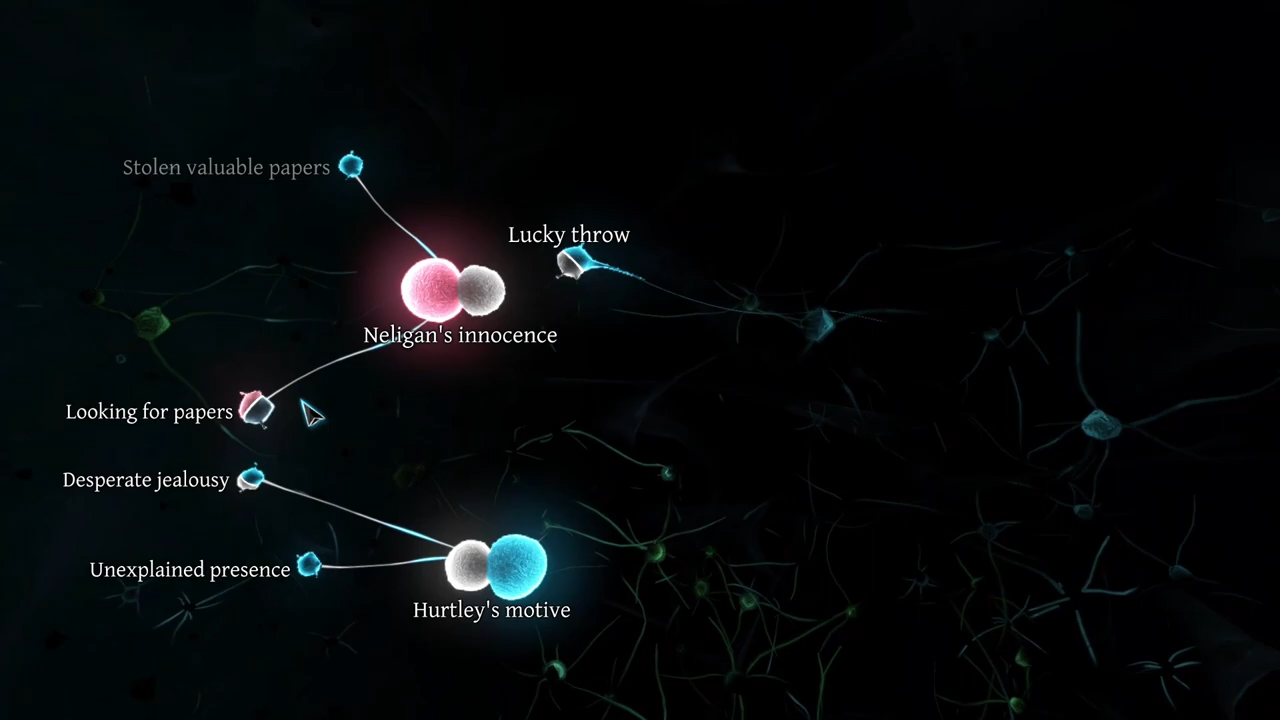 Stolen valuable papers
Lucky throw
Neligan's innocence
Looking for papers
Desperate jealousy
Unexplained presence
Hurtley's motive